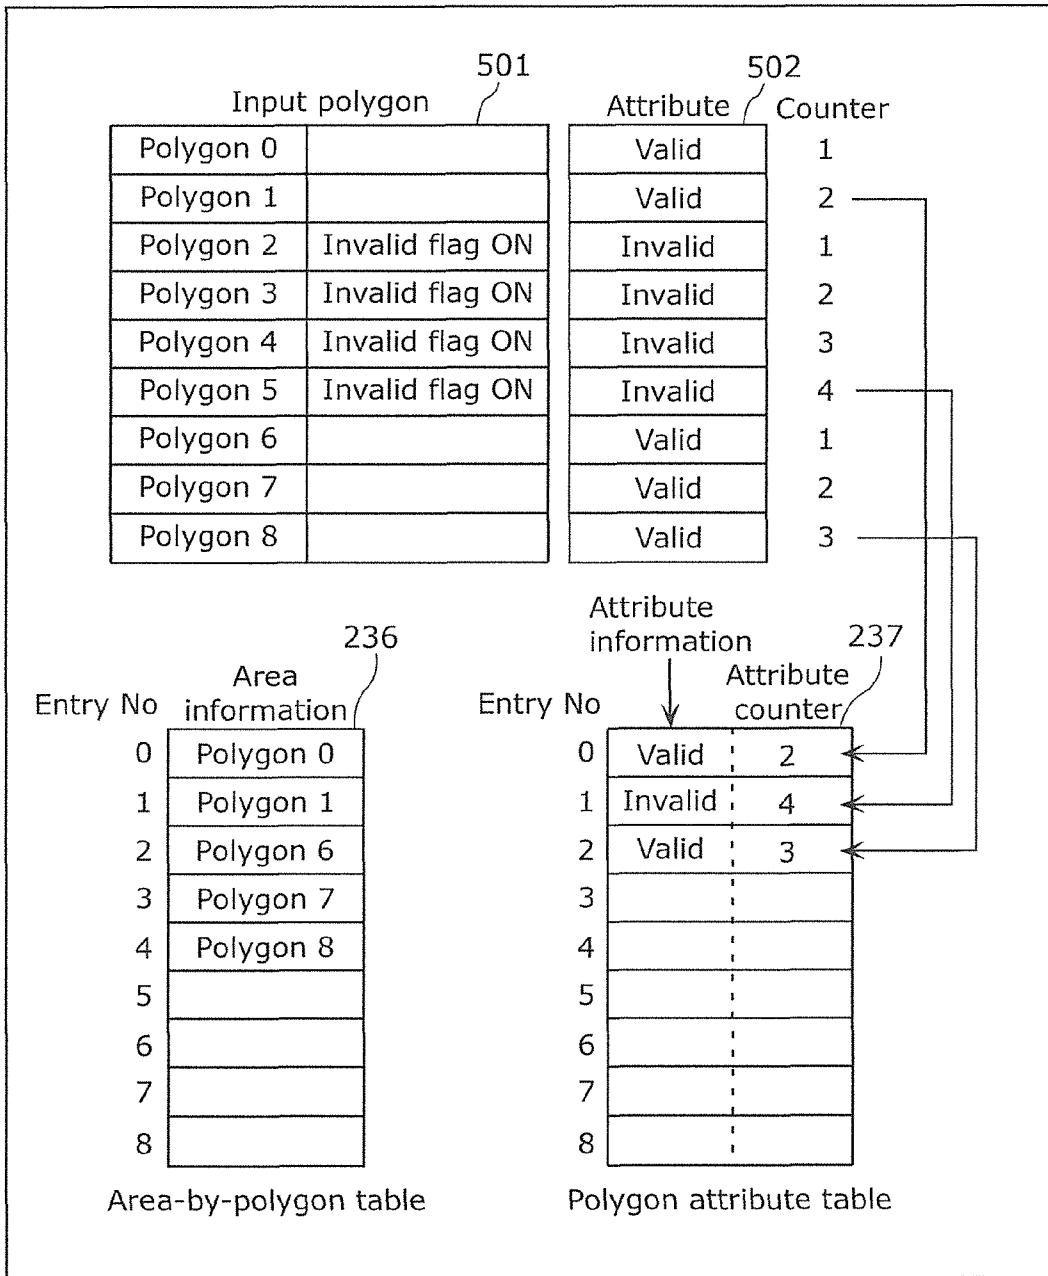 501
502
Input polygon
Attribute
Counter
Polygon 0 Valid 1
Polygon 1 Valid 2
Polygon 2 Invalid flag ON Invalid 1
Polygon 3 Invalid flag ON Invalid 2
Polygon 4 Invalid flag ON Invalid 3
Polygon 5 Invalid flag ON Invalid 4
Polygon 6 Valid 1
Polygon 7 Valid 2
Polygon 8 Valid 3
236
Entry No
Area
information
0 Polygon 0
1 Polygon 1
2 Polygon 6
3 Polygon 7
4 Polygon 8
5
6
7
8
Area-by-polygon table
Attribute
information
237
Entry No
Attribute
counter
0 Valid 2
1 Invalid 4
2 Valid 3
3
4
5
6
7
8
Polygon attribute table